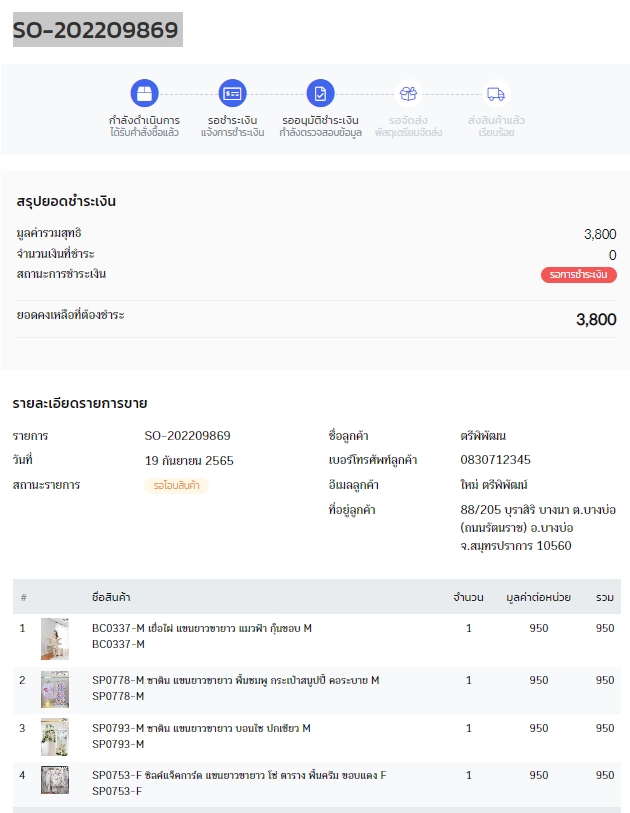 SO-202209869
กำลังดำเนินการ รอชำระเงิน รออนุมัติชำระเงิน รอจัดส่ง ส่งสินค้าแล้ว
ได้รับคำสั่งซื้อแล้ว แจ้งการชำระเงิน กำลังตรวจสอบข้อมูล พัสดุเตรียมจัดส่ง เรียบร้อย
สรุปยอดชำระเงิน
มูลค่ารวมสุทธิ 3,800
จำนวนเงินที่ชำระ 0
สถานะการชำระเงิน รอการชำระเงิน
ยอดคงเหลือที่ต้องชำระ 3,800
รายละเอียดรายการขาย
รายการ SO-202209869 ชื่อลูกค้า ตรีพิพัฒน
วันที่ 19 กันยายน 2565 เบอร์โทรศัพท์ลูกค้า 0830712345
สถานะรายการ รอโอนสินค้า อีเมลลูกค้า ใหม่ ตรีพิพัฒน์
ที่อยู่ลูกค้า 88/205 บุราสิริ บางนา ต.บางบ่อ
(ถนนรัตนราช) อ.บางบ่อ
จ.สมุทรปราการ 10560
# ชื่อสินค้า จำนวน มูลค่าต่อหน่วย รวม
1 BC0337-M เยื่อไผ่ แขนยาวขายาว แมวฟ้า กุ๊นขอบ M 1 950 950
BC0337-M
2 SP0778-M ซาติน แขนยาวขายาว พื้นชมพู กระเป๋าสนูปปี้ คอระบาย M 1 950 950
SP0778-M
3 SP0793-M ซาติน แขนยาวขายาว บอนไซ ปกเขียว M 1 950 950
SP0793-M
4 SP0753-F ซิลค์แจ็คการ์ด แขนยาวขายาว โซ่ ตาราง พื้นครีม ขอบแดง F 1 950 950
SP0753-F